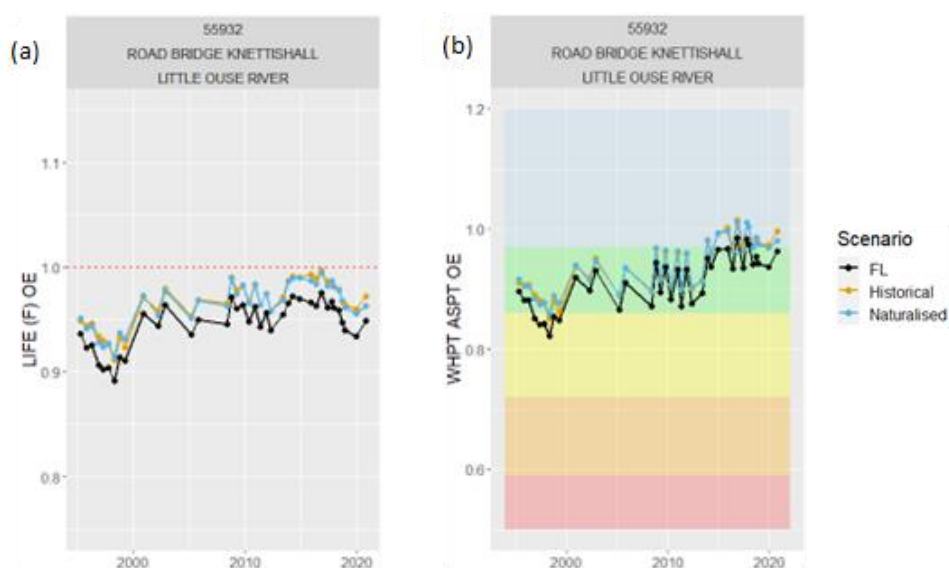 (a)
55932
ROAD BRIDGE KNETTISHALL
LITTLE OUSE RIVER
LIFE (F) OE
1.1
1.0
0.9
0.8
2000
2010
2020
(b)
55932
ROAD BRIDGE KNETTISHALL
LITTLE OUSE RIVER
WHPT ASPT OE
1.2
1.0
0.8
0.6
2000
2010
2020
Scenario
FL
Historical
Naturalised